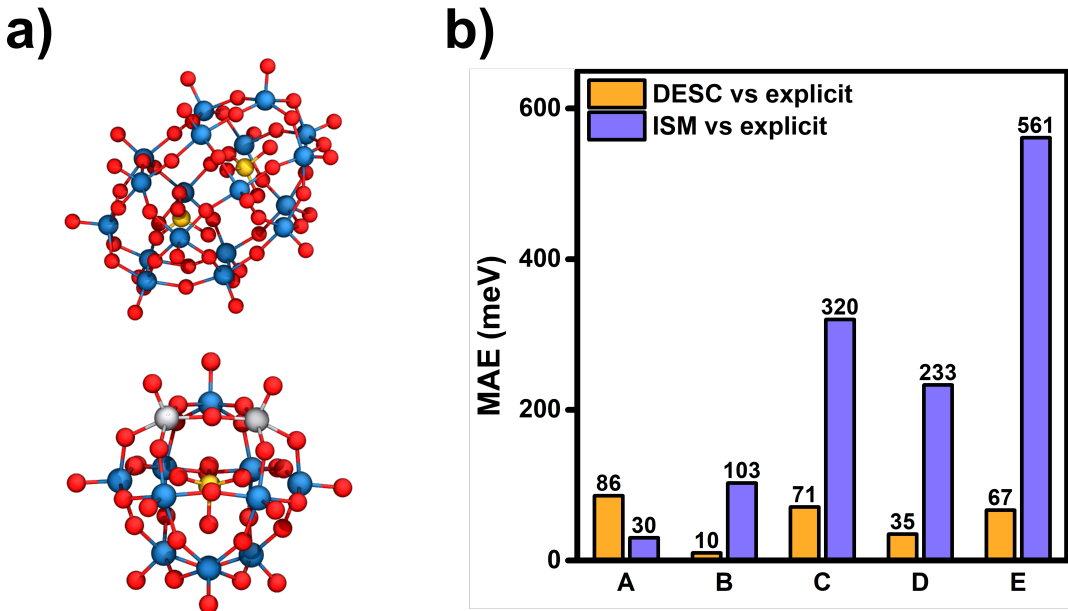 a)
b)
DESC vs explicit
ISM vs explicit
MAE (meV)
600
400
200
0
86
30
10
103
71
320
35
233
67
561
A
B
C
D
E